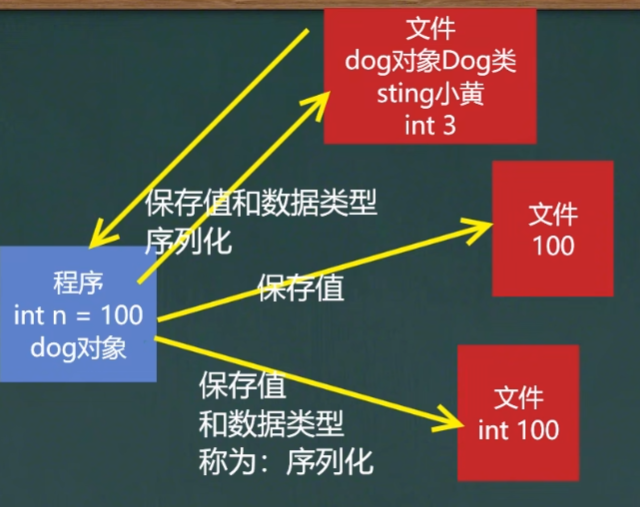 文件
dog对象Dog类
sting小黄
int 3
保存值和数据类型
序列化
文件
100
保存值
程序
int n = 100
dog对象
保存值
和数据类型
称为：序列化
文件
int 100